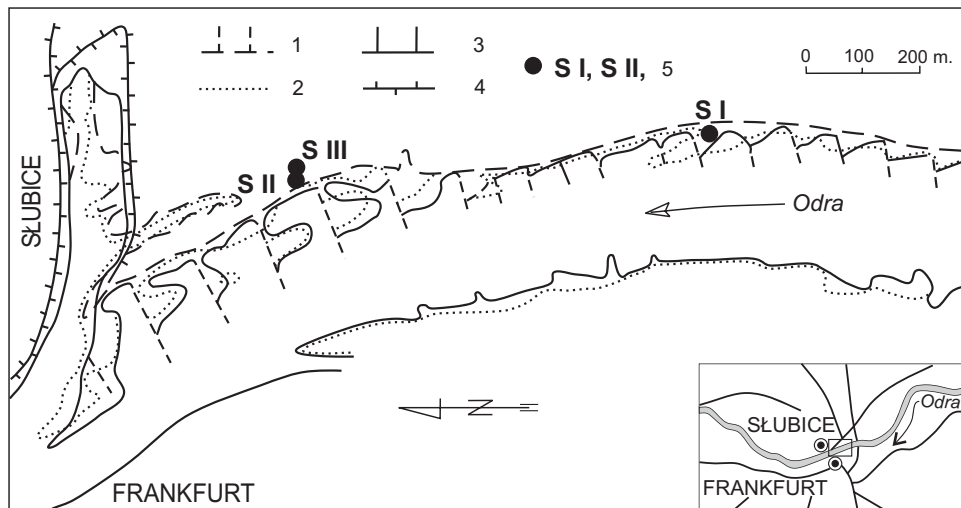 1
3
S I, S II, 5
0 100 200 m.
2
4
S I
S III
S II
SŁUBICE
Odra
N
FRANKFURT
Odra
SŁUBICE
FRANKFURT